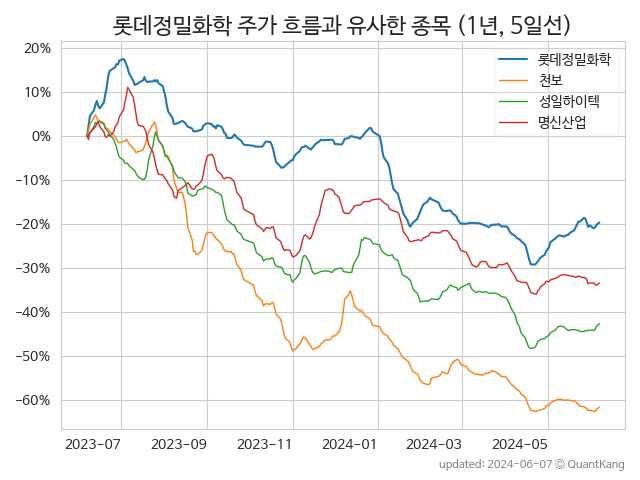 롯데정밀화학 주가 흐름과 유사한 종목 (1년, 5일선)
20%
10%
0%
−10%
−20%
−30%
−40%
−50%
−60%
롯데정밀화학
천보
성일하이텍
명신산업
2023-07
2023-09
2023-11
2024-01
2024-03
2024-05
updated: 2024-06-07 © QuantKang